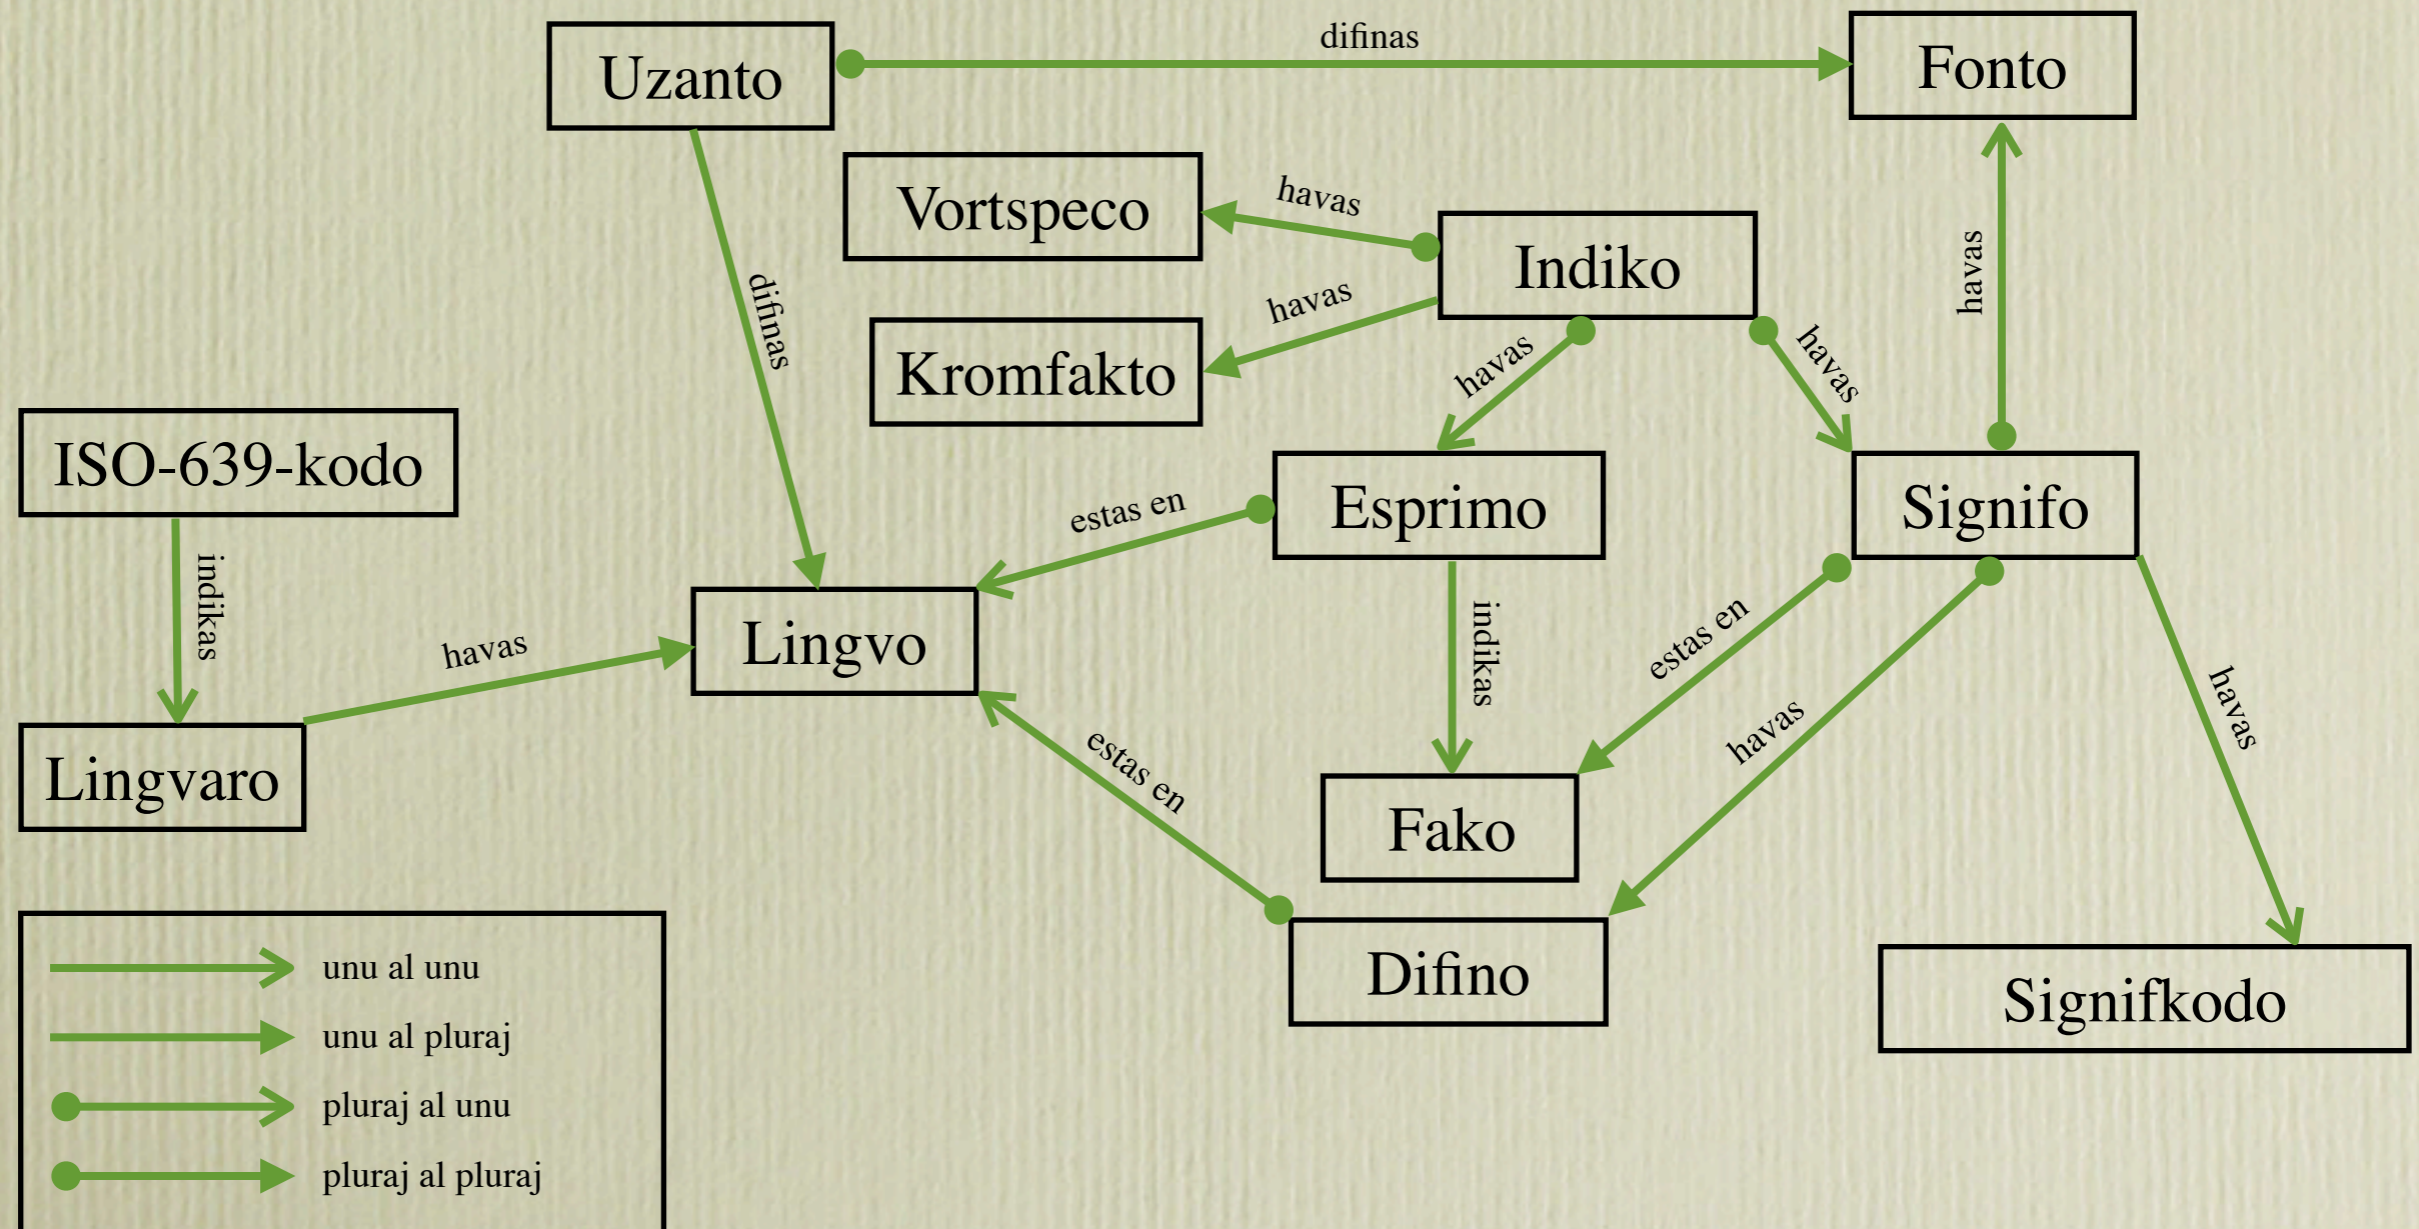 difinas
Uzanto
Fonto
Vortspeco
havas
Indiko
havas
havas
difinas
Kromfakto
havas
havas
ISO-639-kodo
Esprimo
Signifo
estas en
indikas
Lingvo
havas
indikas
estas en
havas
Lingvaro
estas en
havas
Fako
Difino
Signifkodo
unu al unu
unu al pluraj
pluraj al unu
pluraj al pluraj